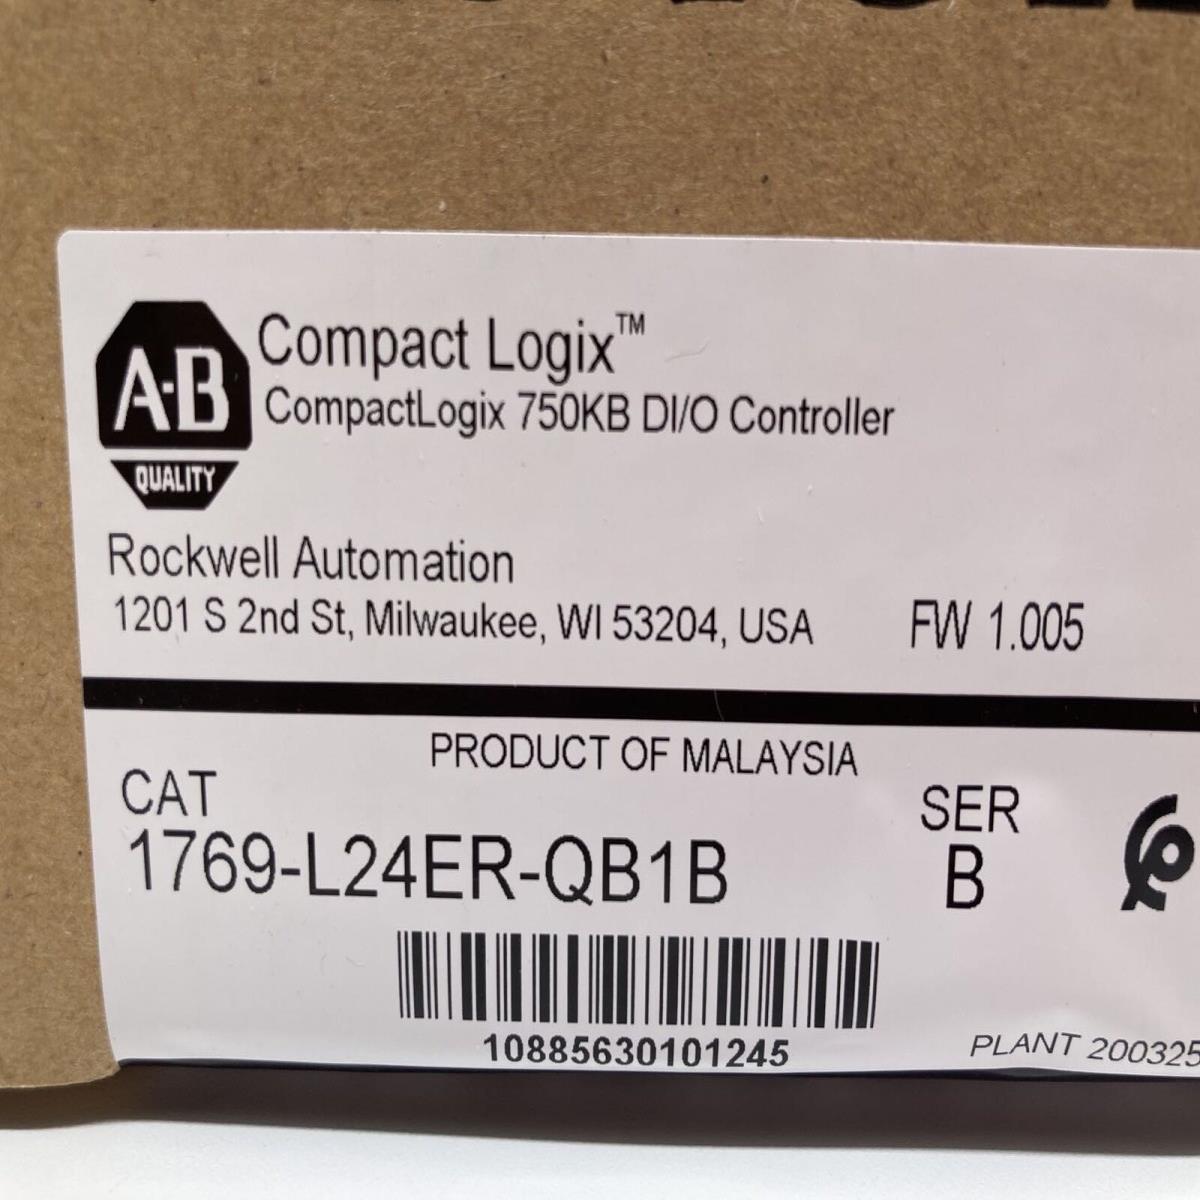 A-B
QUALITY
Compact Logix™
CompactLogix 750KB DI/O Controller
Rockwell Automation
1201 S 2nd St, Milwaukee, WI 53204, USA
FW 1.005
PRODUCT OF MALAYSIA
CAT
1769-L24ER-QB1B
SER
B
10885630101245
PLANT 200325